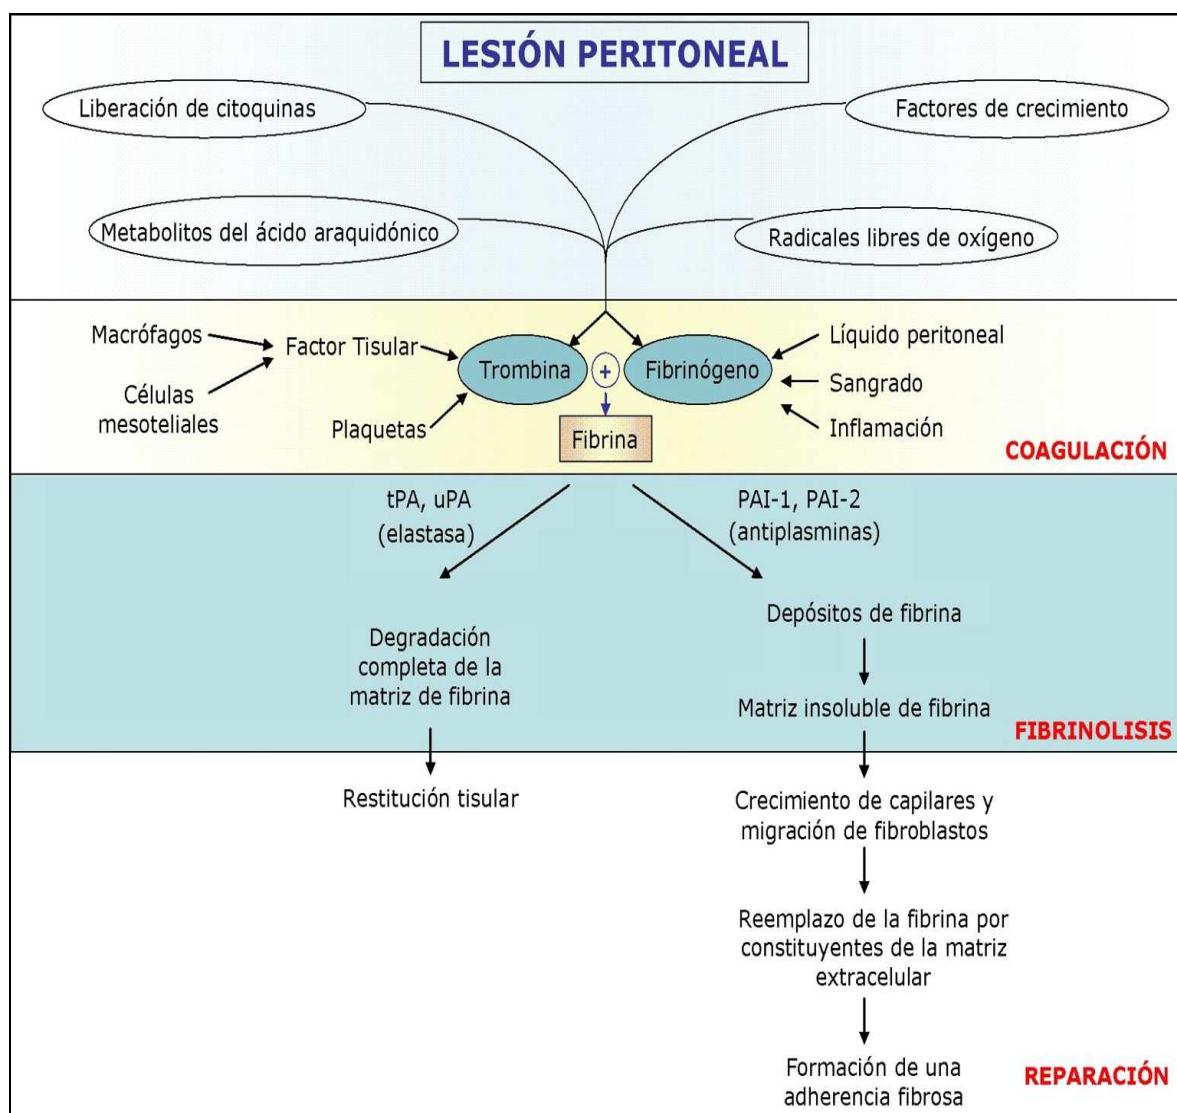 LESIÓN PERITONEAL
Liberación de citoquinas
Factores de crecimiento
Metabolitos del ácido araquidónico
Radicales libres de oxígeno
Macrófagos
Factor Tisular
Células
mesoteliales
Plaquetas
Trombina
+
Fibrinógeno
Fibrina
Líquido peritoneal
Sangrado
Inflamación
COAGULACIÓN
tPA, uPA
(elastasa)
PAI-1, PAI-2
(antiplasminas)
Degradación
completa de la
matriz de fibrina
Depósitos de fibrina
Matriz insoluble de fibrina
FIBRINOLISIS
Restitución tisular
Crecimiento de capilares y
migración de fibroblastos
Reemplazo de la fibrina por
constituyentes de la matriz
extracelular
Formación de una
adherencia fibrosa
REPARACIÓN